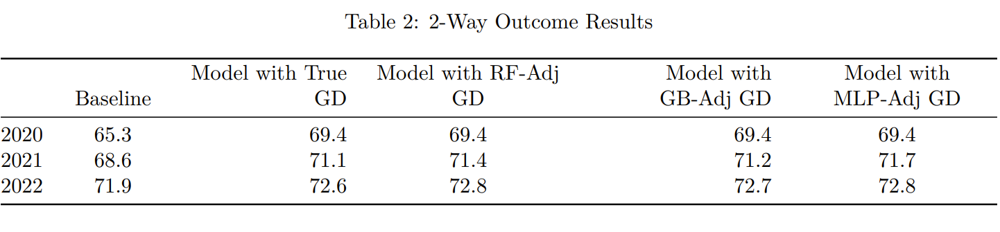 Table 2: 2-Way Outcome Results
Model with True Model with RF-Adj Model with Model with
Baseline GD GD GB-Adj GD MLP-Adj GD
2020 65.3 69.4 69.4 69.4 69.4
2021 68.6 71.1 71.4 71.2 71.7
2022 71.9 72.6 72.8 72.7 72.8